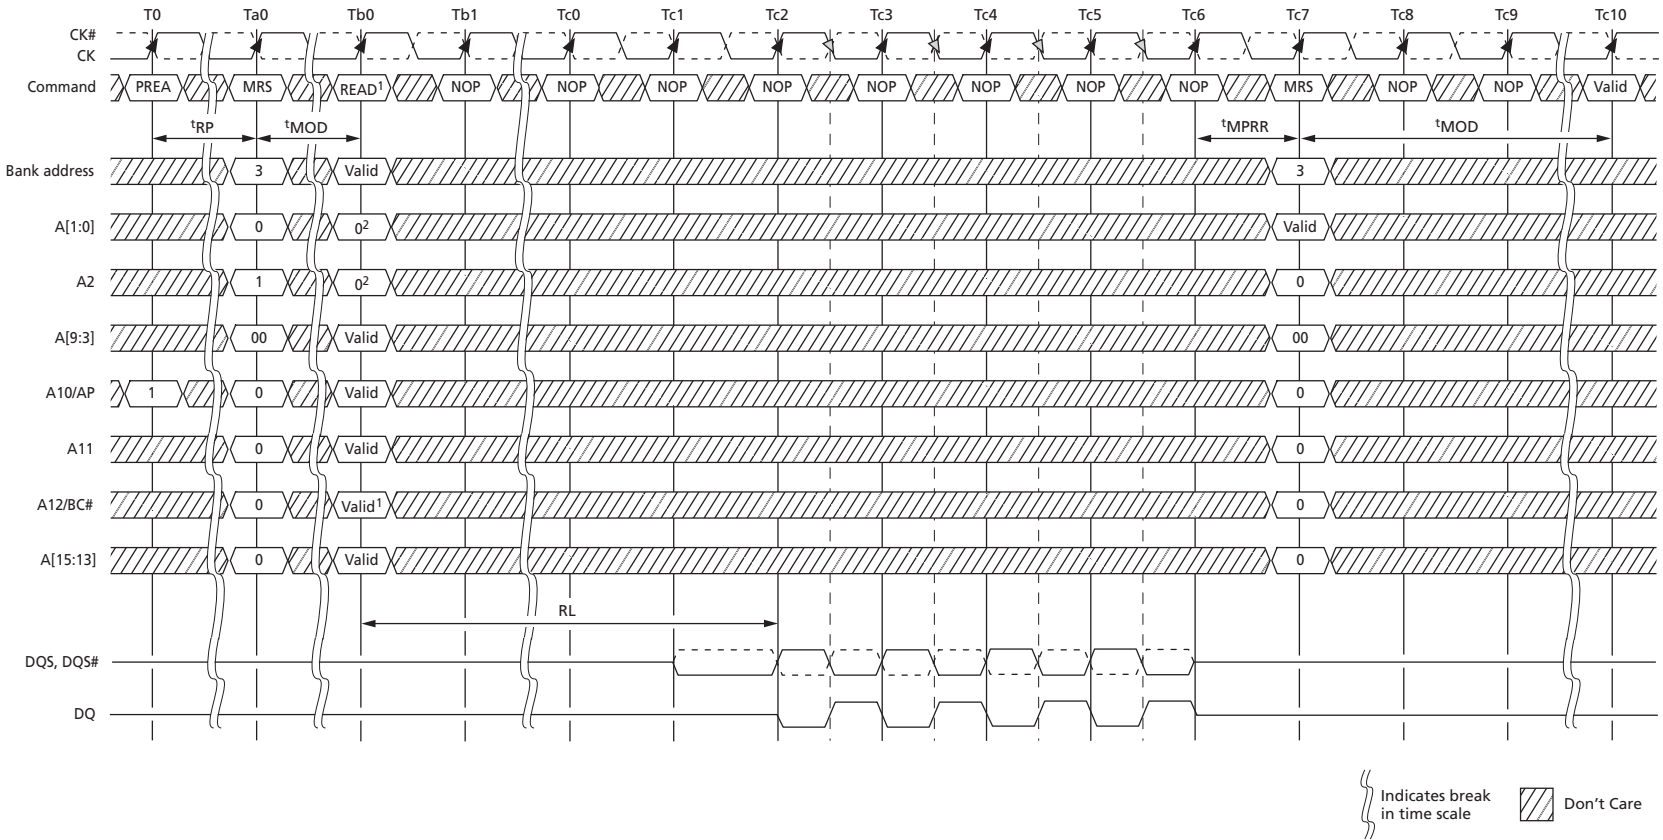 T0 Ta0 Tb0 Tb1 Tc0 Tc1 Tc2 Tc3 Tc4 Tc5 Tc6 Tc7 Tc8 Tc9 Tc10
CK#
CK
Command PREA MRS READ1 NOP NOP NOP NOP NOP NOP NOP NOP MRS NOP NOP Valid
tRP tMOD tMPRR tMOD
Bank address 3 Valid 3
A[1:0] 0 02 Valid
A2 1 02 0
A[9:3] 00 Valid 00
A10/AP 1 0 Valid 0
A11 0 Valid 0
A12/BC# 0 Valid1 0
A[15:13] 0 Valid 0
RL
DQS, DQS#
DQ
Indicates break
in time scale
Don't Care